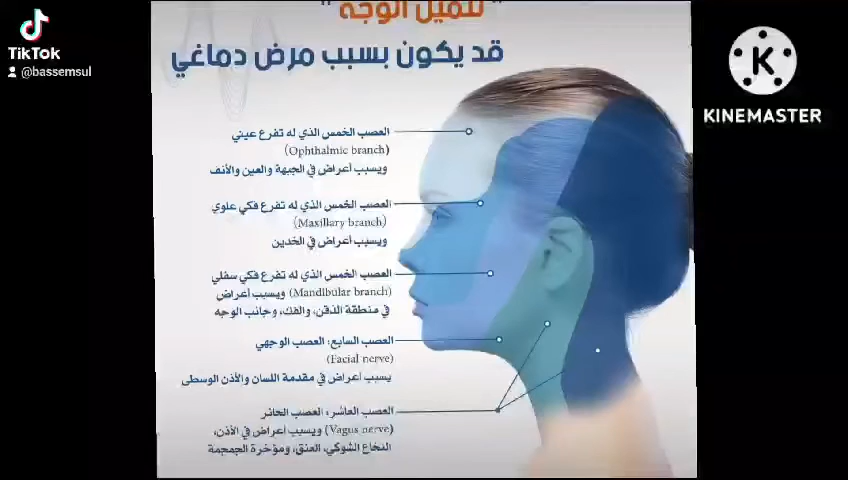 "تنميل الوجه"
قد يكون بسبب مرض دماغي
TikTok
@bassemsul
KINEMASTER
العصب الخمس الذي له تفرع عيني
(Ophthalmic branch)
ويسبب أعراض في الجبهة والعين والأنف
العصب الخمس الذي له تفرع فكي علوي
(Maxillary branch)
ويسبب أعراض في الخدين
العصب الخمس الذي له تفرع فكي سفلي
(Mandibular branch) ويسبب أعراض
في منطقة الذقن، والفك، وجانب الوجه
العصب السابع: العصب الوجهي
(Facial nerve)
يسبب أعراض في مقدمة اللسان والأذن الوسطى
العصب العاشر، العصب الحائر
(Vagus nerve) ويسبب أعراض في الأذن،
النخاع الشوكي، العنق، ومؤخرة الجمجمة